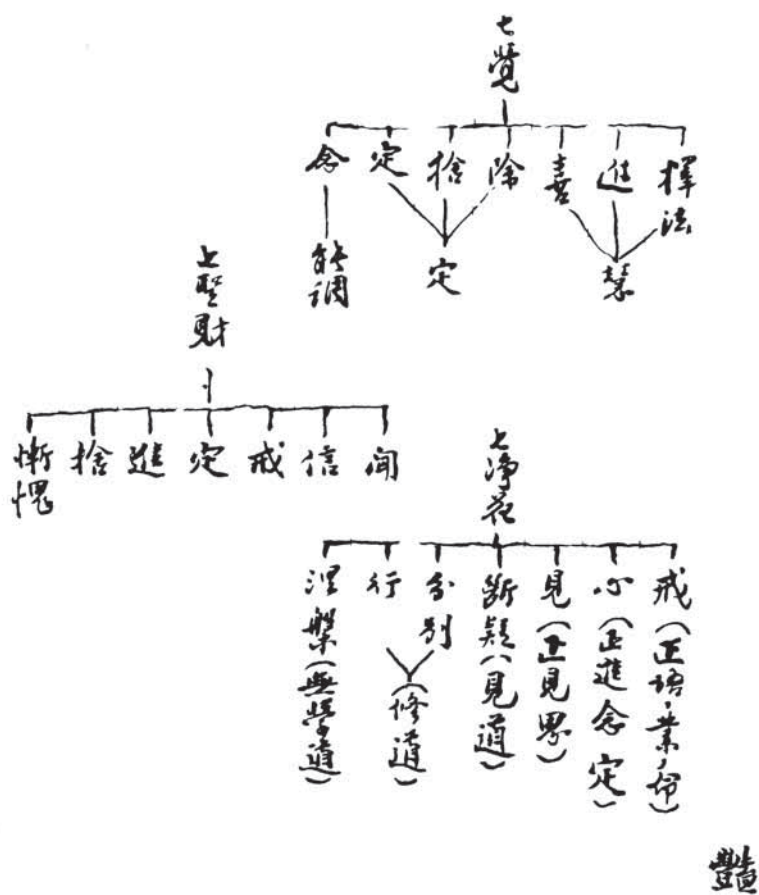 七覺
擇法
進
喜
除
捨
定
念
慧
定
能調
七聖財
聞
信
戒
定
進
捨
慚愧
七淨花
戒(正語、業、命)
心(正進念定)
見(正見
斷疑(見道)
分別
行
(修道)
涅槃(無學道)
豔